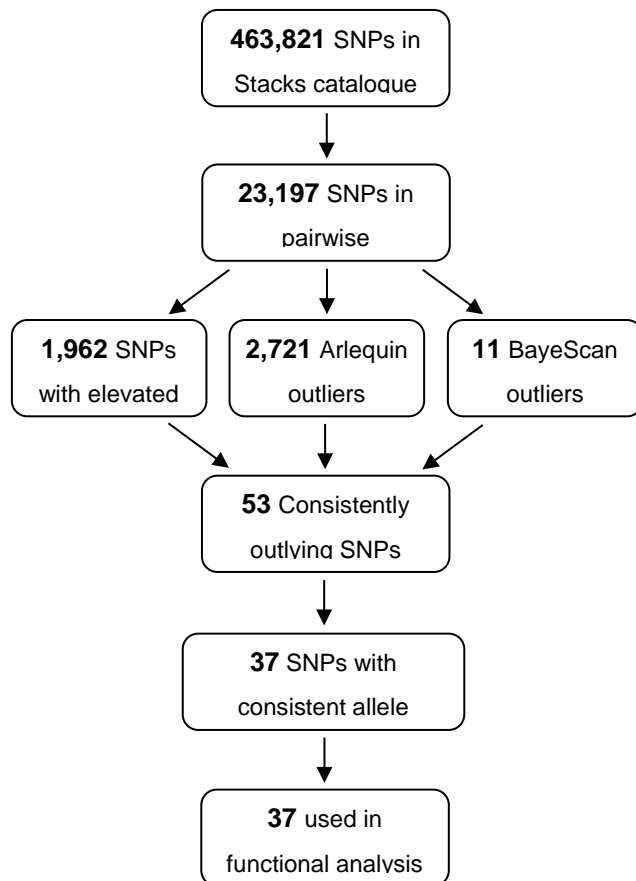 463,821 SNPs in
Stacks catalogue
23,197 SNPs in
pairwise
1,962 SNPs
with elevated
2,721 Arlequin
outliers
11 BayeScan
outliers
53 Consistently
outlying SNPs
37 SNPs with
consistent allele
37 used in
functional analysis